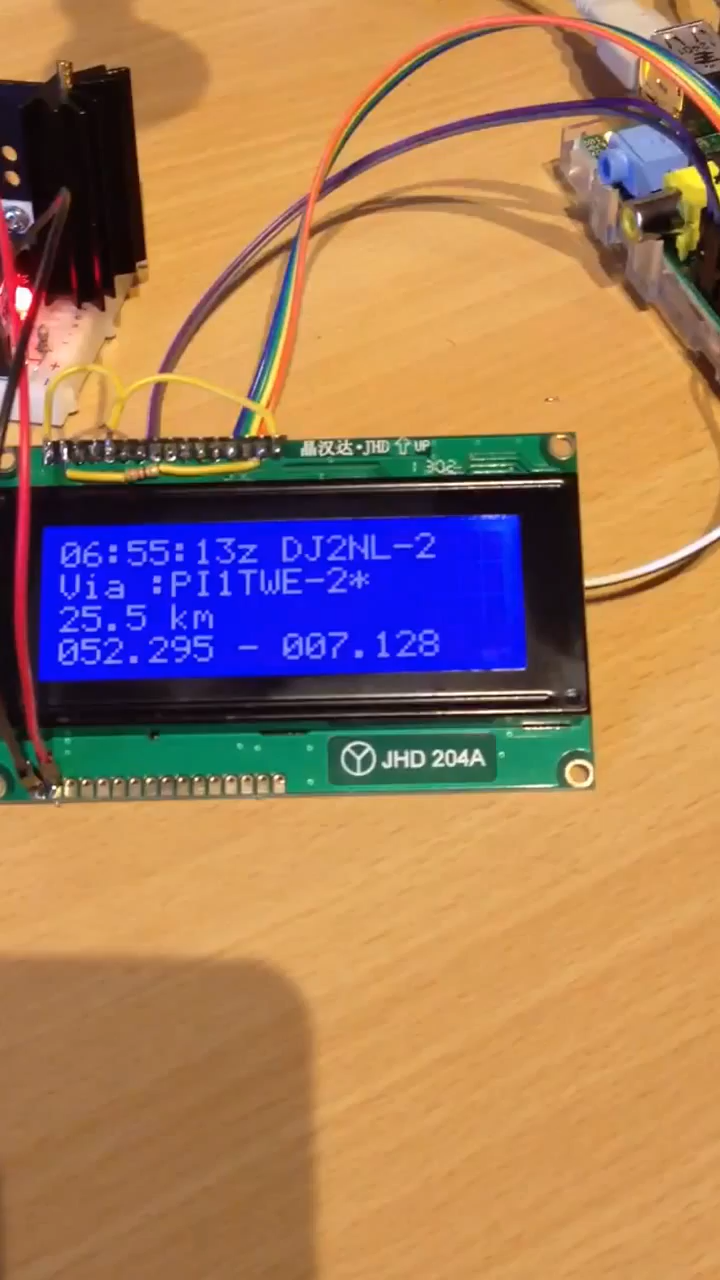 晶汉达·JHD UP
1302
06:55:13z DJ2NL-2
Via :PI1TWE-2*
25.5 km
052.295 - 007.128
JHD 204A